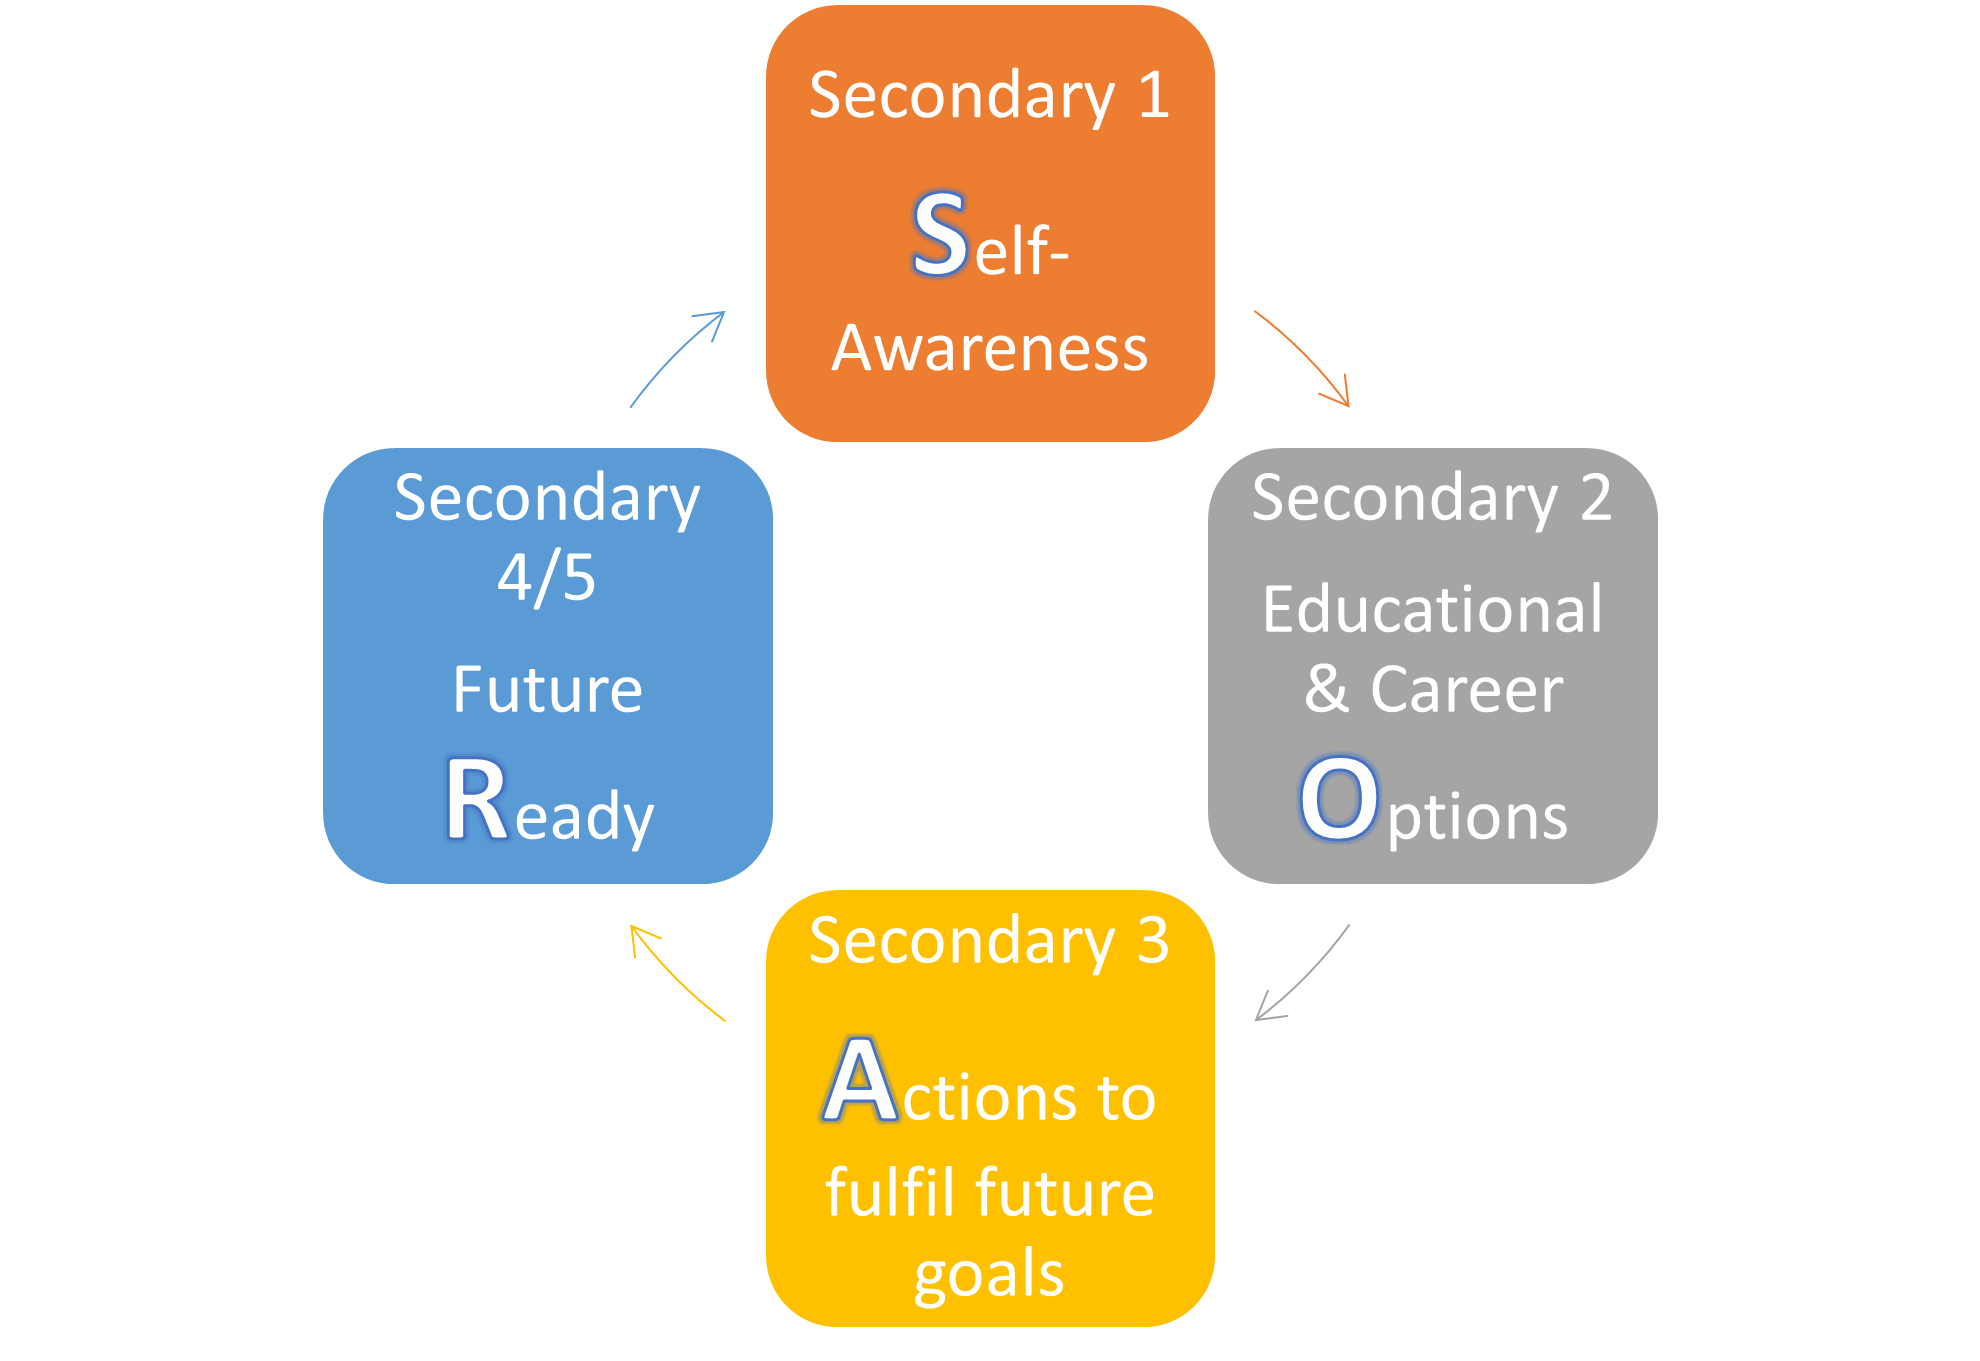 Secondary 1
Self-
Awareness
Secondary 2
Educational
& Career
Options
Secondary 3
Actions to
fulfil future
goals
Secondary
4/5
Future
Ready